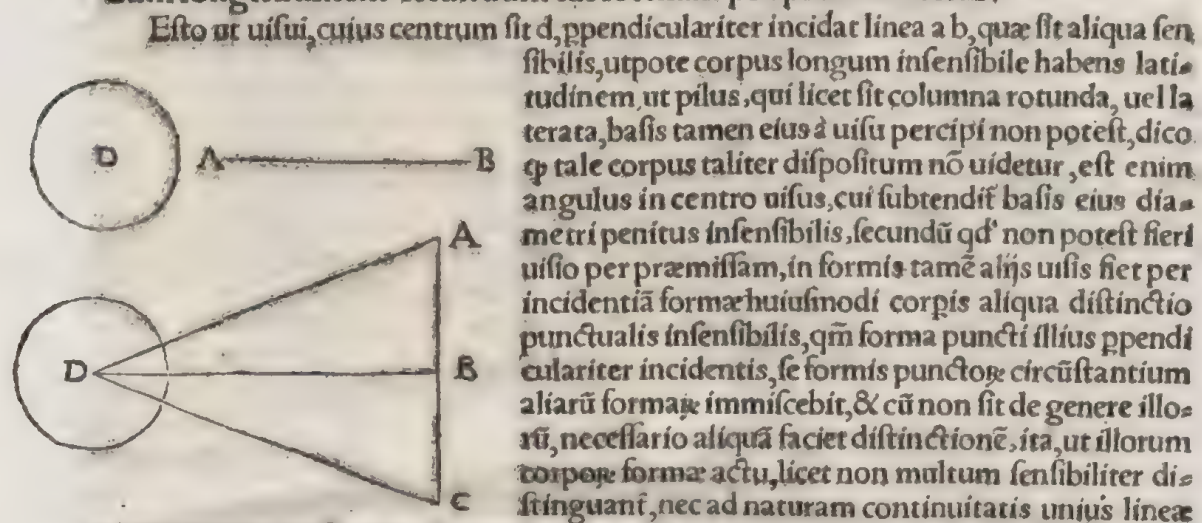 Eſto ut uiſui, cuius centrum ſit d, ꝑpendiculariter incidat linea a b, quæ ſit aliqua ſen
ſibilis, utpote corpus longum inſenſibile habens lati⸗
tudinem, ut pilus, qui licet ſit columna rotunda, uel la
terata, baſis tamen eius à uiſu percipi non poteſt, dico
ꝙ tale corpus taliter diſpoſitum nõ uidetur, eſt enim
angulus in centro uiſus, cui ſubtendit̃ baſis eius dia⸗
metri penitus inſenſibilis, ſecundũ qd' non poteſt fieri
uiſio per præmiſſam, in formis tamẽ alijs uiſis fiet per
incidentiã formæ huiuſmodi corꝑis aliqua diſtinctio
punctualis inſenſibilis, qm̃ forma puncti illius ꝑpendi
culariter incidentis, ſe formis punctoꝝ circũſtantium
aliarũ formaꝝ immiſcebit, & cũ non ſit de genere illo⸗
rũ, neceſſario aliquã faciet diſtinctionẽ, ita, ut illorum
corpoꝝ formæ actu, licet non multum ſenſibiliter di⸗
ſtinguant̃, nec ad naturam continuitatis unius lineæ
D
A
B
A
D
B
C